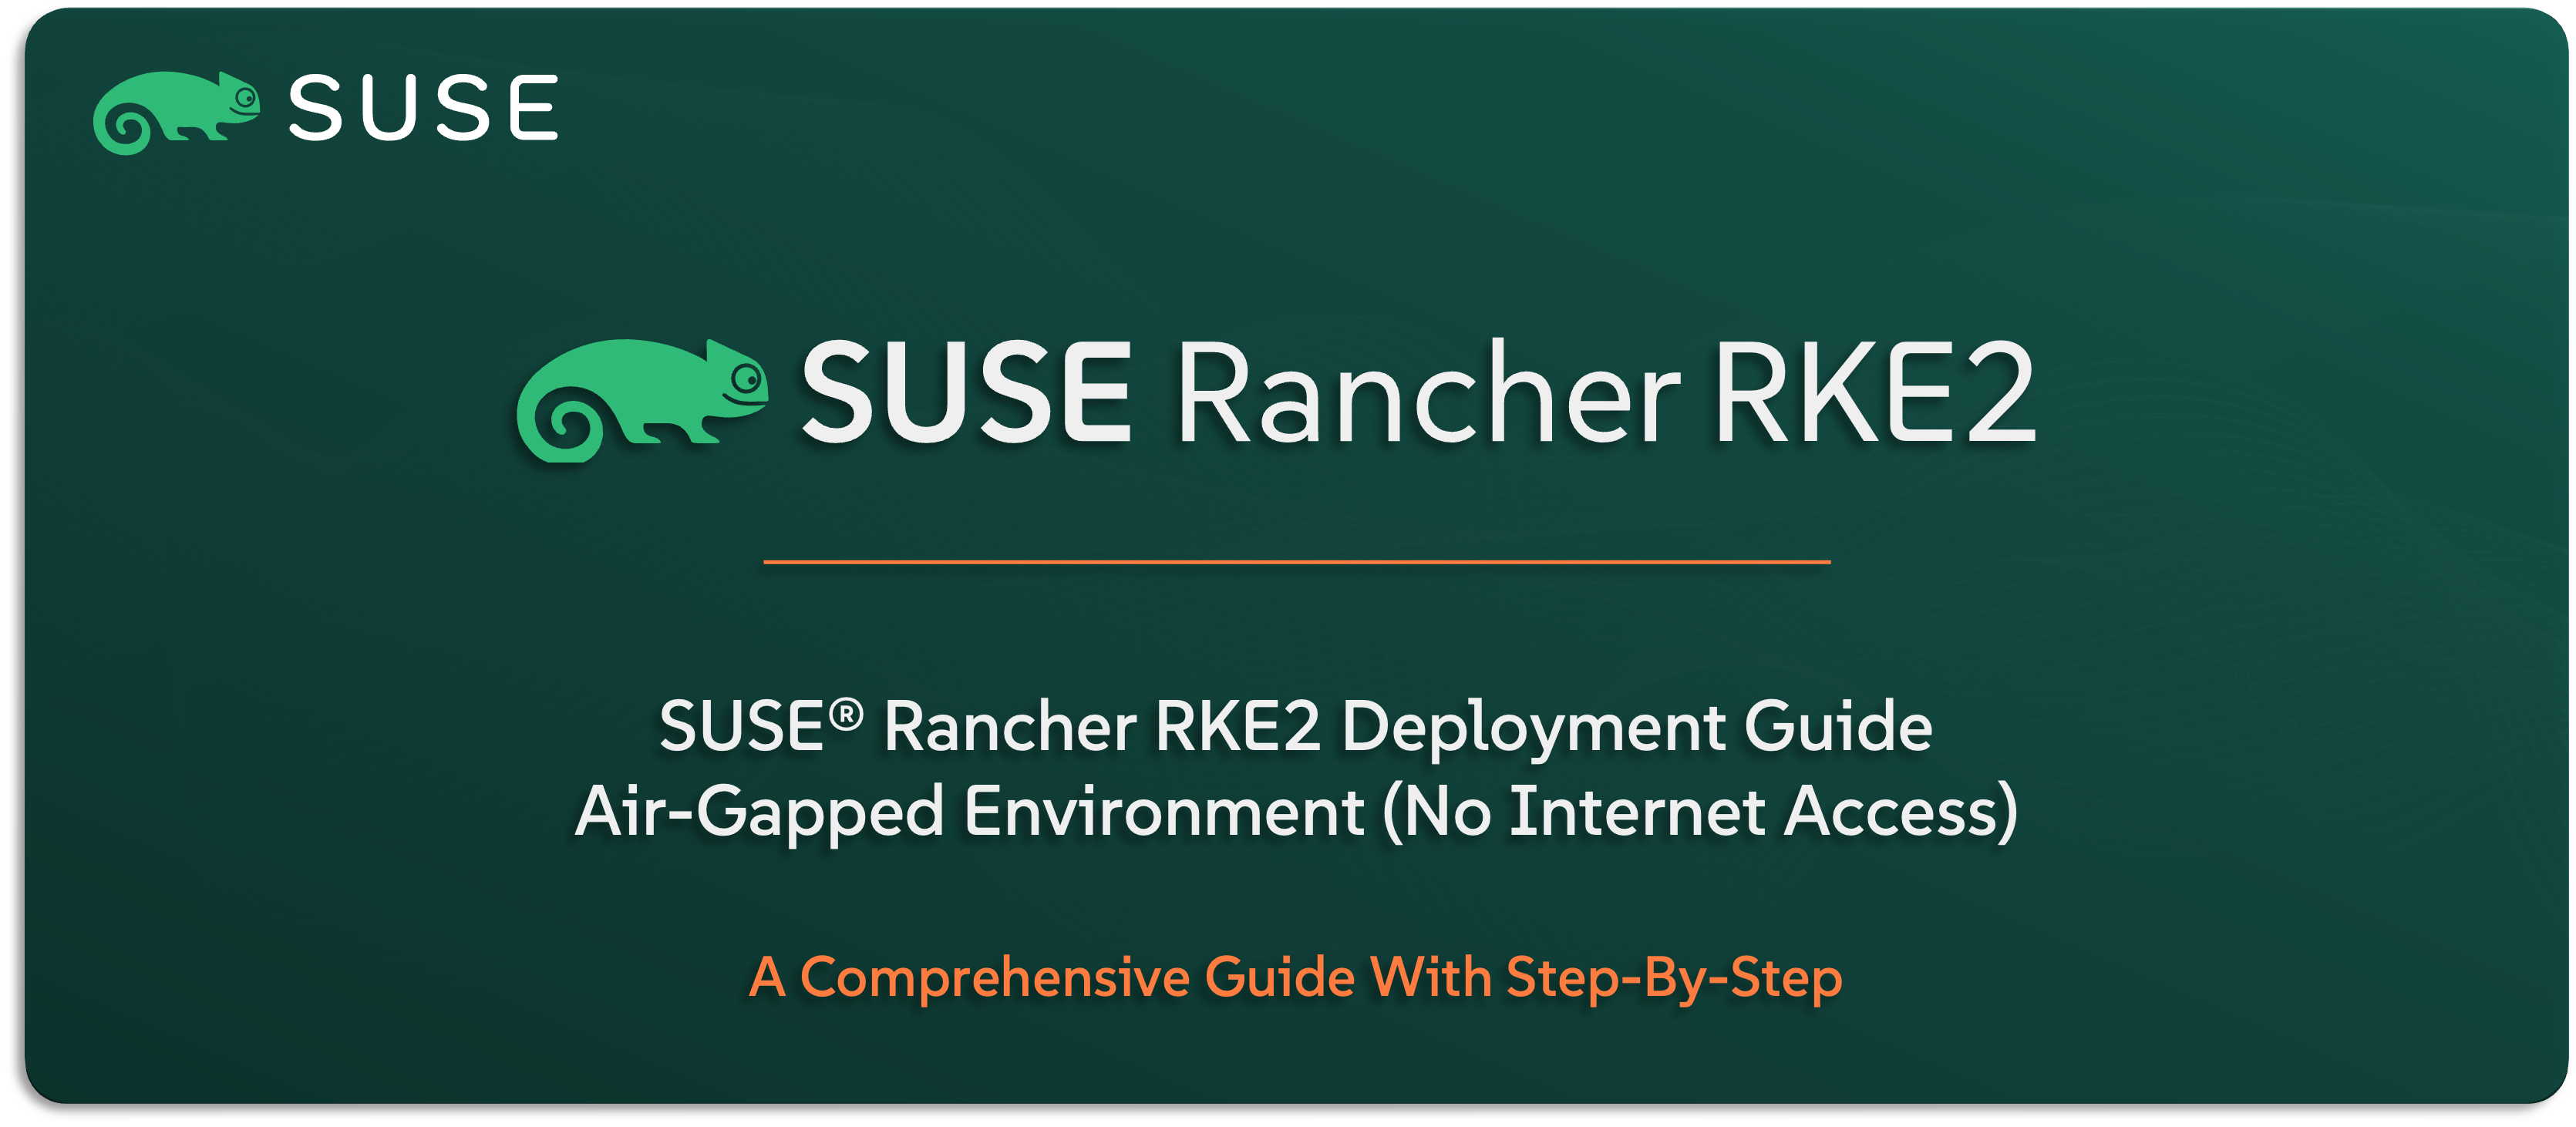 SUSE
SUSE Rancher RKE2
SUSE® Rancher RKE2 Deployment Guide
Air-Gapped Environment (No Internet Access)
A Comprehensive Guide With Step-By-Step